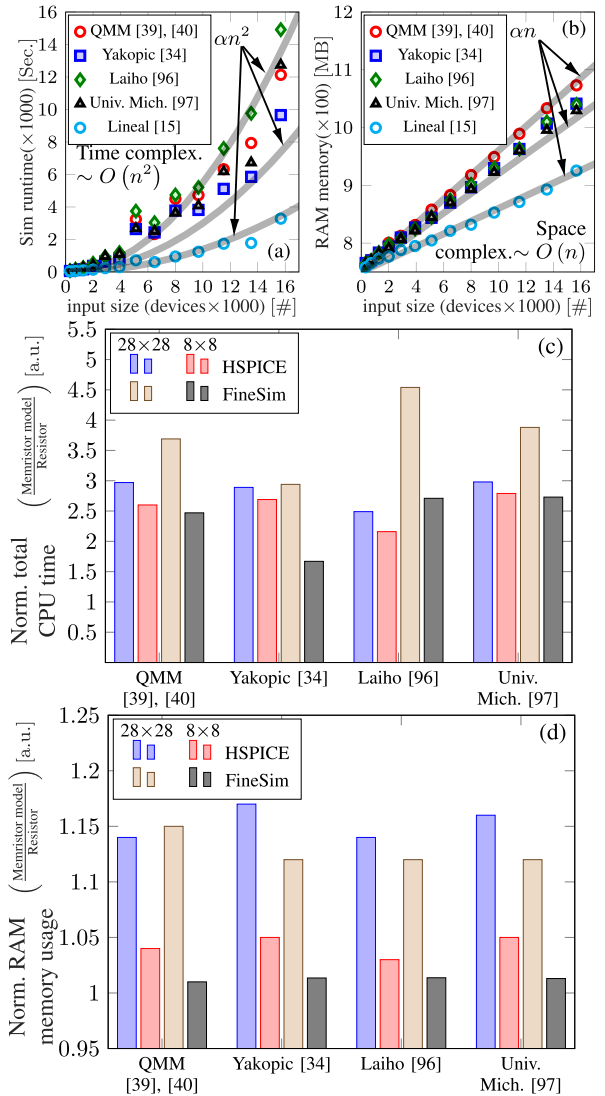 16
14
12
10
8
6
4
2
0
Sim runtime(×1000) [Sec.]
QMM [39], [40]
Yakopic [34]
Laiho [96]
Univ. Mich. [97]
Lineal [15]
αn²
Time complex.
∼ O (n²)
(a)
0 2 4 6 8 10 12 14 16
input size (devices×1000) [#]
11
10
9
8
RAM memory(×100) [MB]
QMM [39], [40]
Yakopic [34]
Laiho [96]
Univ. Mich. [97]
Lineal [15]
αn
(b)
Space
complex.∼ O (n)
0 2 4 6 8 10 12 14 16
input size (devices×1000) [#]
5.5
5
4.5
4
3.5
3
2.5
2
1.5
1
0.5
Norm. total
CPU time
(Memristor model / Resistor) [a.u.]
28×28 8×8
HSPICE
FineSim
(c)
QMM Yakopic [34] Laiho [96] Univ.
[39], [40] Mich. [97]
1.25
1.2
1.15
1.1
1.05
1
0.95
Norm. RAM
memory usage
(Memristor model / Resistor) [a.u.]
28×28 8×8
HSPICE
FineSim
(d)
QMM Yakopic [34] Laiho [96] Univ.
[39], [40] Mich. [97]